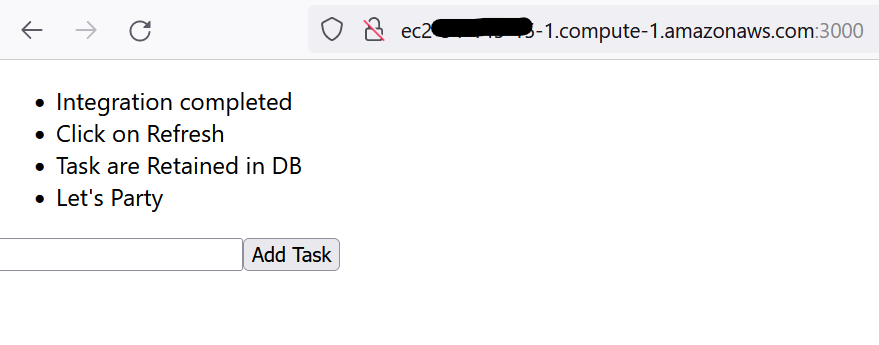 ec2 -1.compute-1.amazonaws.com:3000
Integration completed
Click on Refresh
Task are Retained in DB
Let's Party
Add Task